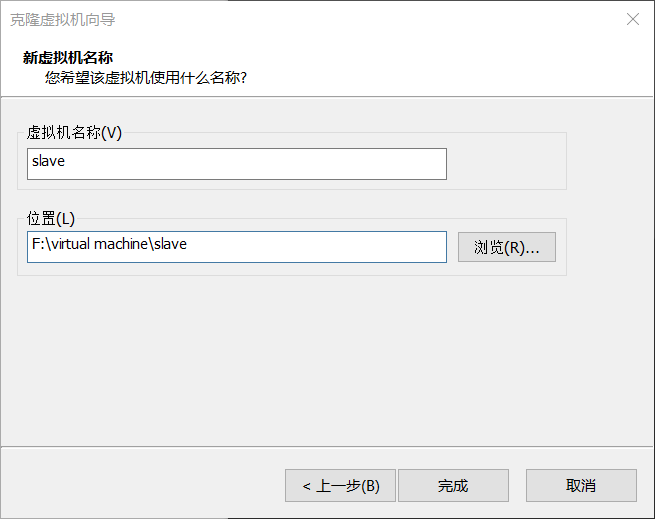 克隆虚拟机向导
新虚拟机名称
您希望该虚拟机使用什么名称?
虚拟机名称(V)
slave
位置(L)
F:\virtual machine\slave
浏览(R)...
< 上一步(B)
完成
取消